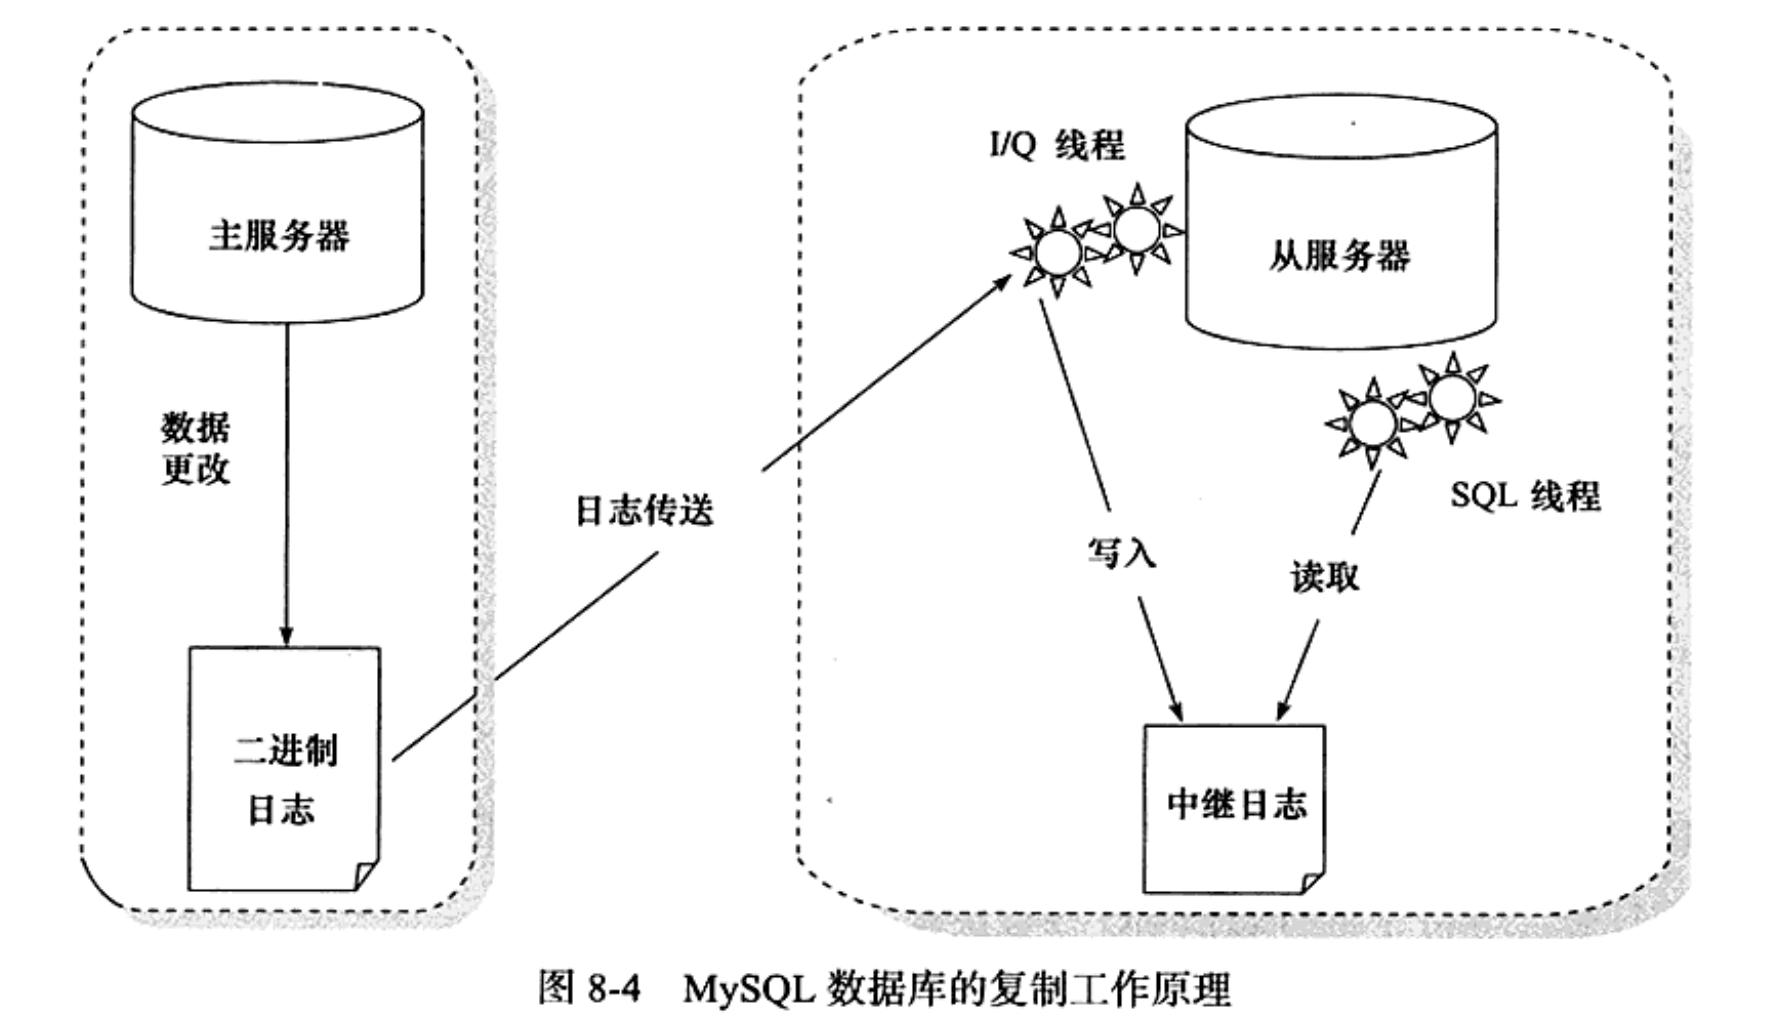 主服务器
数据
更改
二进制
日志
日志传送
I/Q 线程
从服务器
SQL 线程
写入
读取
中继日志
图 8-4 MySQL 数据库的复制工作原理